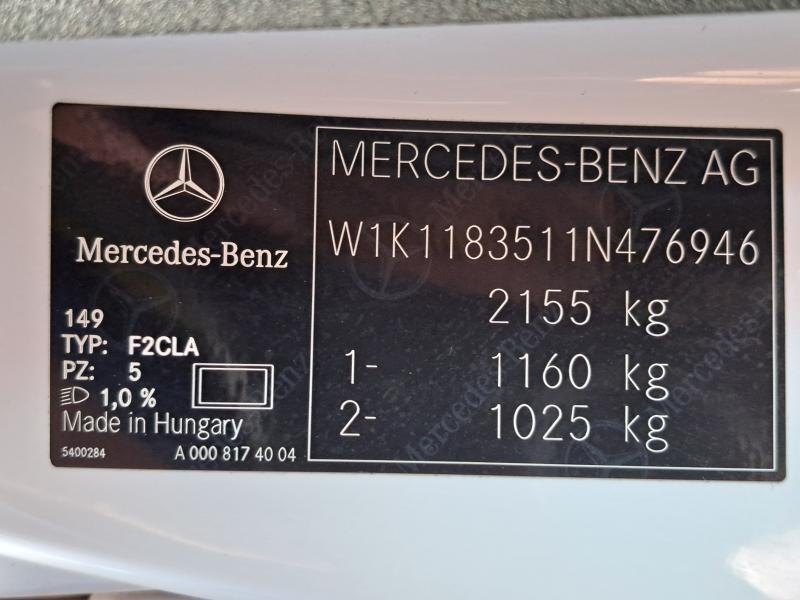 Mercedes-Benz
149
TYP: F2CLA
PZ: 5
1,0 %
Made in Hungary
5400284 A 000 817 40 04
MERCEDES-BENZ AG
W1K1183511N476946
2155 kg
1- 1160 kg
2- 1025 kg